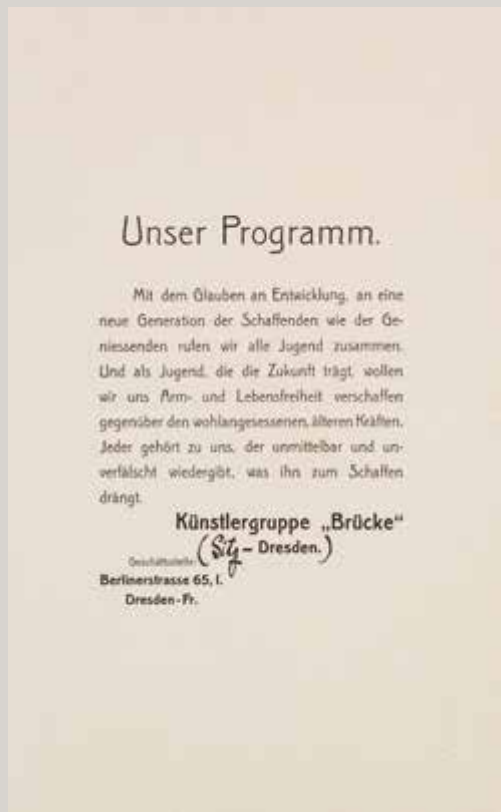 Unser Programm.
Mit dem Glauben an Entwicklung, an eine
neue Generation der Schaffenden wie der Ge-
niessenden rufen wir alle Jugend zusammen.
Und als Jugend, die die Zukunft trägt, wollen
wir uns Arm- und Lebensfreiheit verschaffen
gegenüber den wohlangesessenen, älteren Kräften.
Jeder gehört zu uns, der unmittelbar und un-
verfälscht wiedergibt, was ihn zum Schaffen
drängt.
Künstlergruppe „Brücke“
(Sitz – Dresden.)
Geschäftsstelle:
Berlinerstrasse 65, I.
Dresden-Fr.